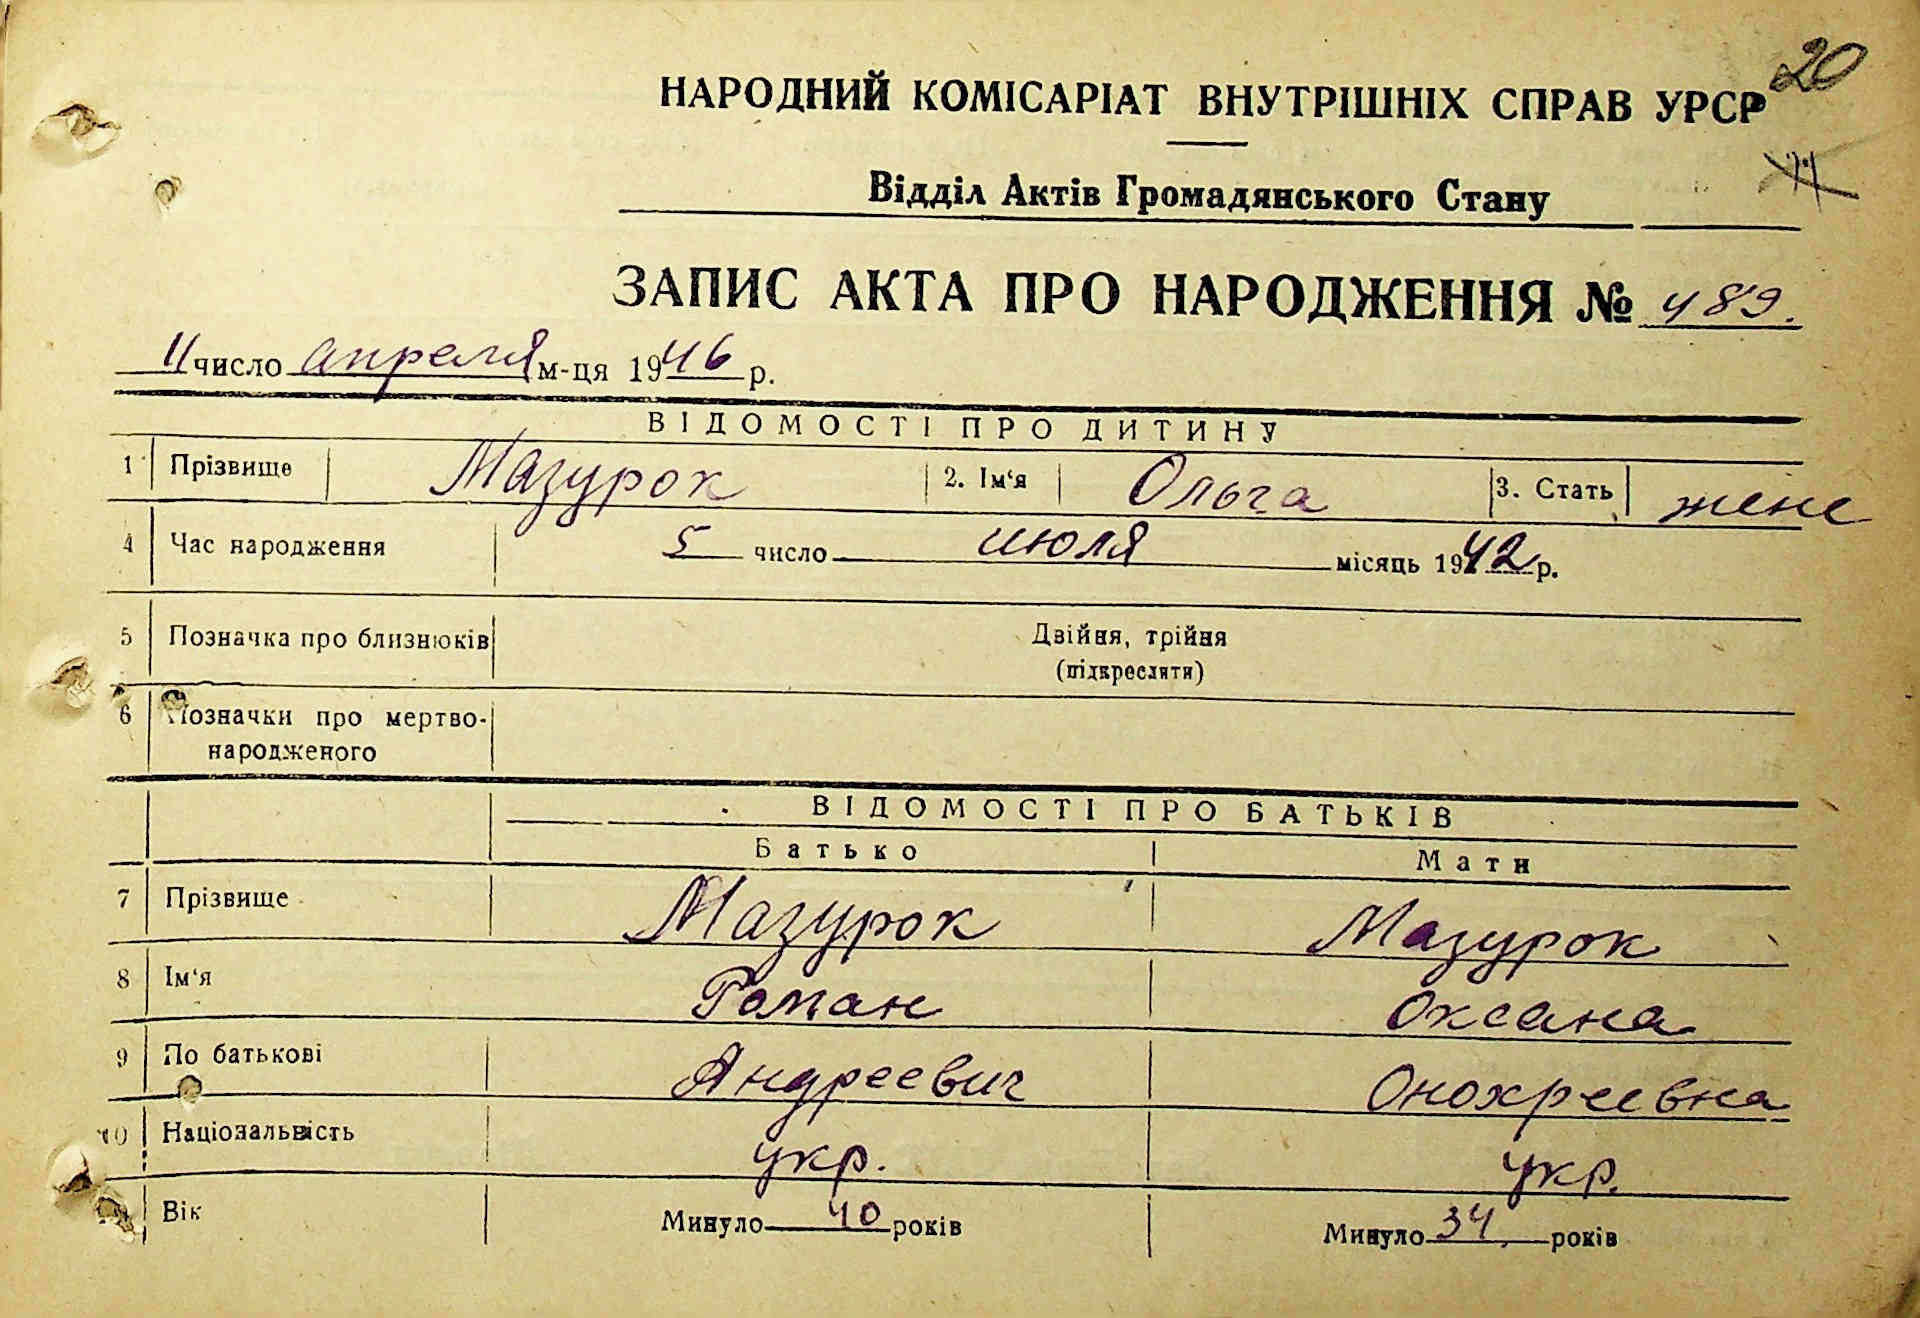 20
НАРОДНИЙ КОМІСАРІАТ ВНУТРІШНІХ СПРАВ УРСР
Відділ Актів Громадянського Стану
ЗАПИС АКТА ПРО НАРОДЖЕННЯ № 489.
11 число апреля м-ця 1946 р.
ВІДОМОСТІ ПРО ДИТИНУ
1 Прізвище Мазурок 2. Ім'я Ольга 3. Стать жене
4 Час народження 5 число июля місяць 1942 р.
5 Позначка про близнюків Двійня, трійня
(підкреслити)
6 Позначки про мертво-
народженого
ВІДОМОСТІ ПРО БАТЬКІВ
Батько Мати
7 Прізвище Мазурок Мазурок
8 Ім'я Роман Оксана
9 По батькові Андреевич Онохреевна
10 Національність укр. укр.
Вік Минуло 40 років Минуло 34 років